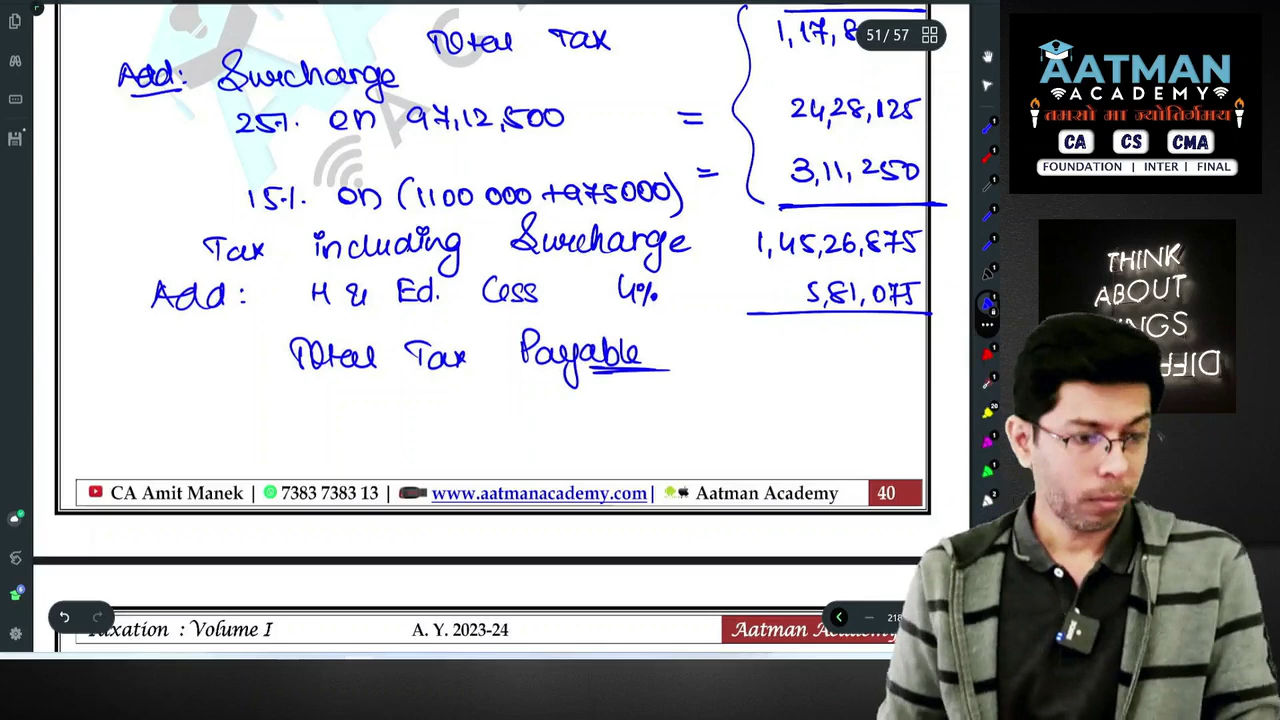 Total Tax 1,17,8
51/57
Add: Surcharge
25%. on 97,12,500 = 24,28,125
15%. on (1100 000 + 975000) = 3,11,250
Tax including Surcharge 1,45,26,875
Add: H & Ed. Cess 4% 5,81,075
Total Tax Payable
CA Amit Manek | 7383 7383 13 | www.aatmanacademy.com| Aatman Academy 40
Taxation : Volume I A. Y. 2023-24 Aatman Academy
218
AATMAN
ACADEMY
तमसो मा ज्योतिर्गमय
CA CS CMA
FOUNDATION | INTER | FINAL
THINK
ABOUT
INGS
DIFF